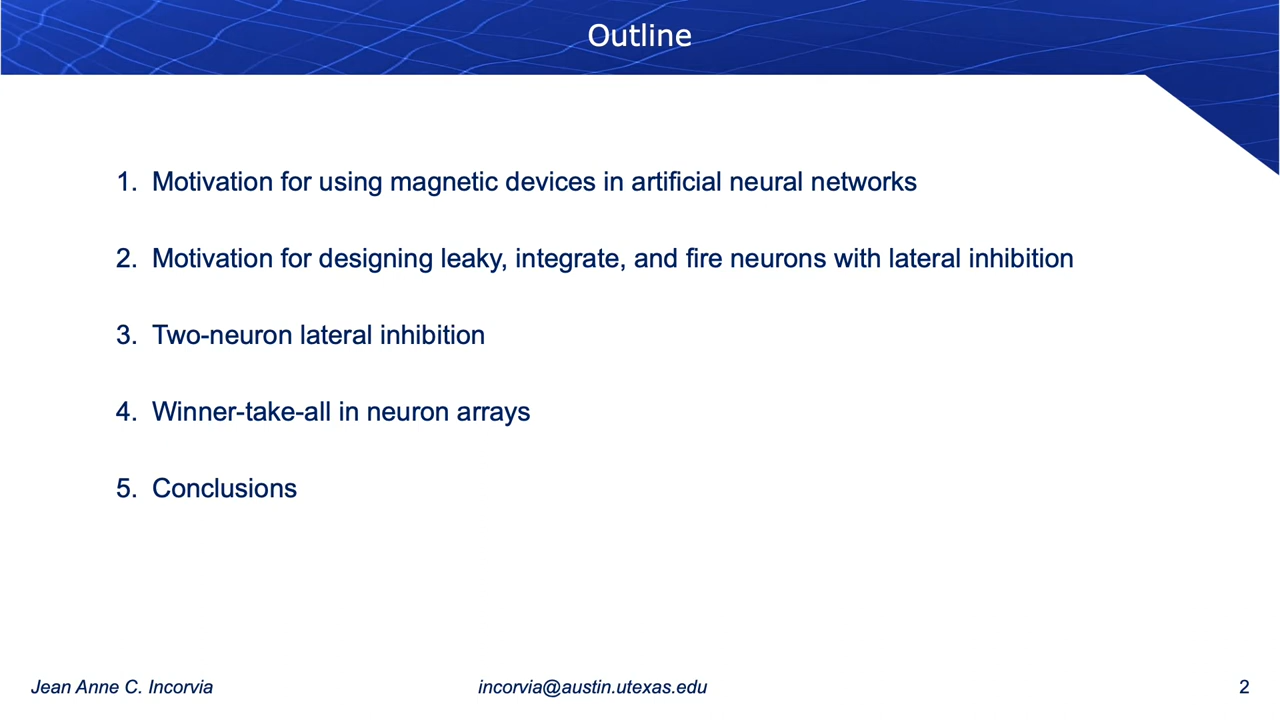 Outline
1. Motivation for using magnetic devices in artificial neural networks
2. Motivation for designing leaky, integrate, and fire neurons with lateral inhibition
3. Two-neuron lateral inhibition
4. Winner-take-all in neuron arrays
5. Conclusions
Jean Anne C. Incorvia
incorvia@austin.utexas.edu
2